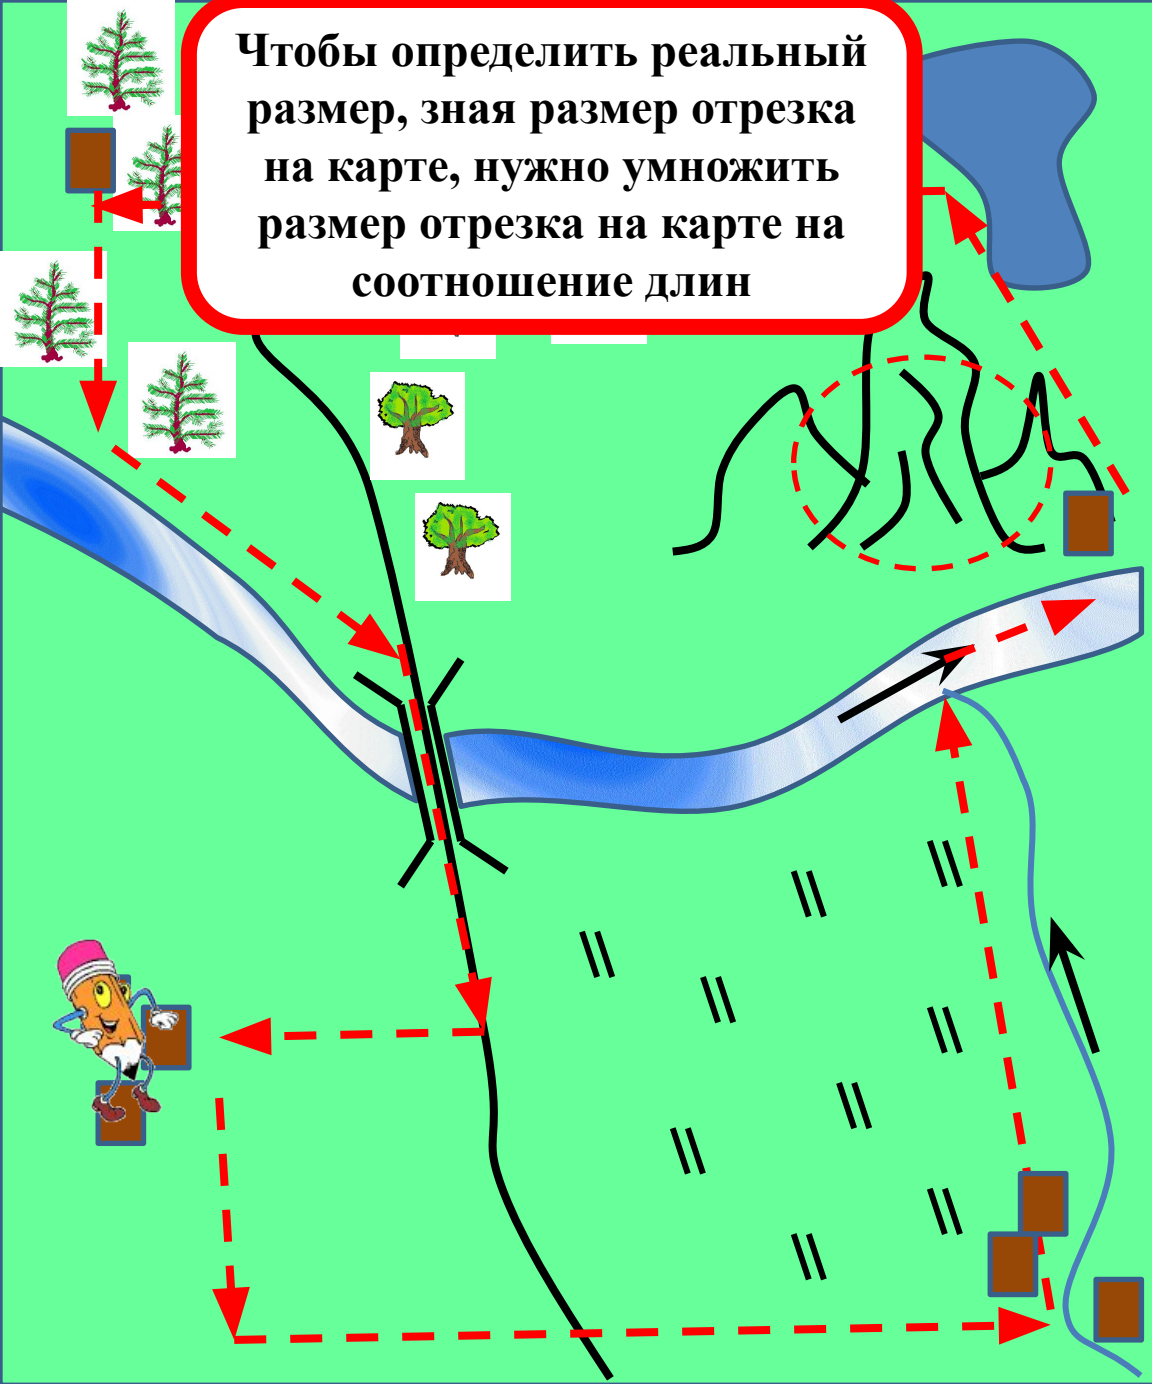 Чтобы определить реальный
размер, зная размер отрезка
на карте, нужно умножить
размер отрезка на карте на
соотношение длин